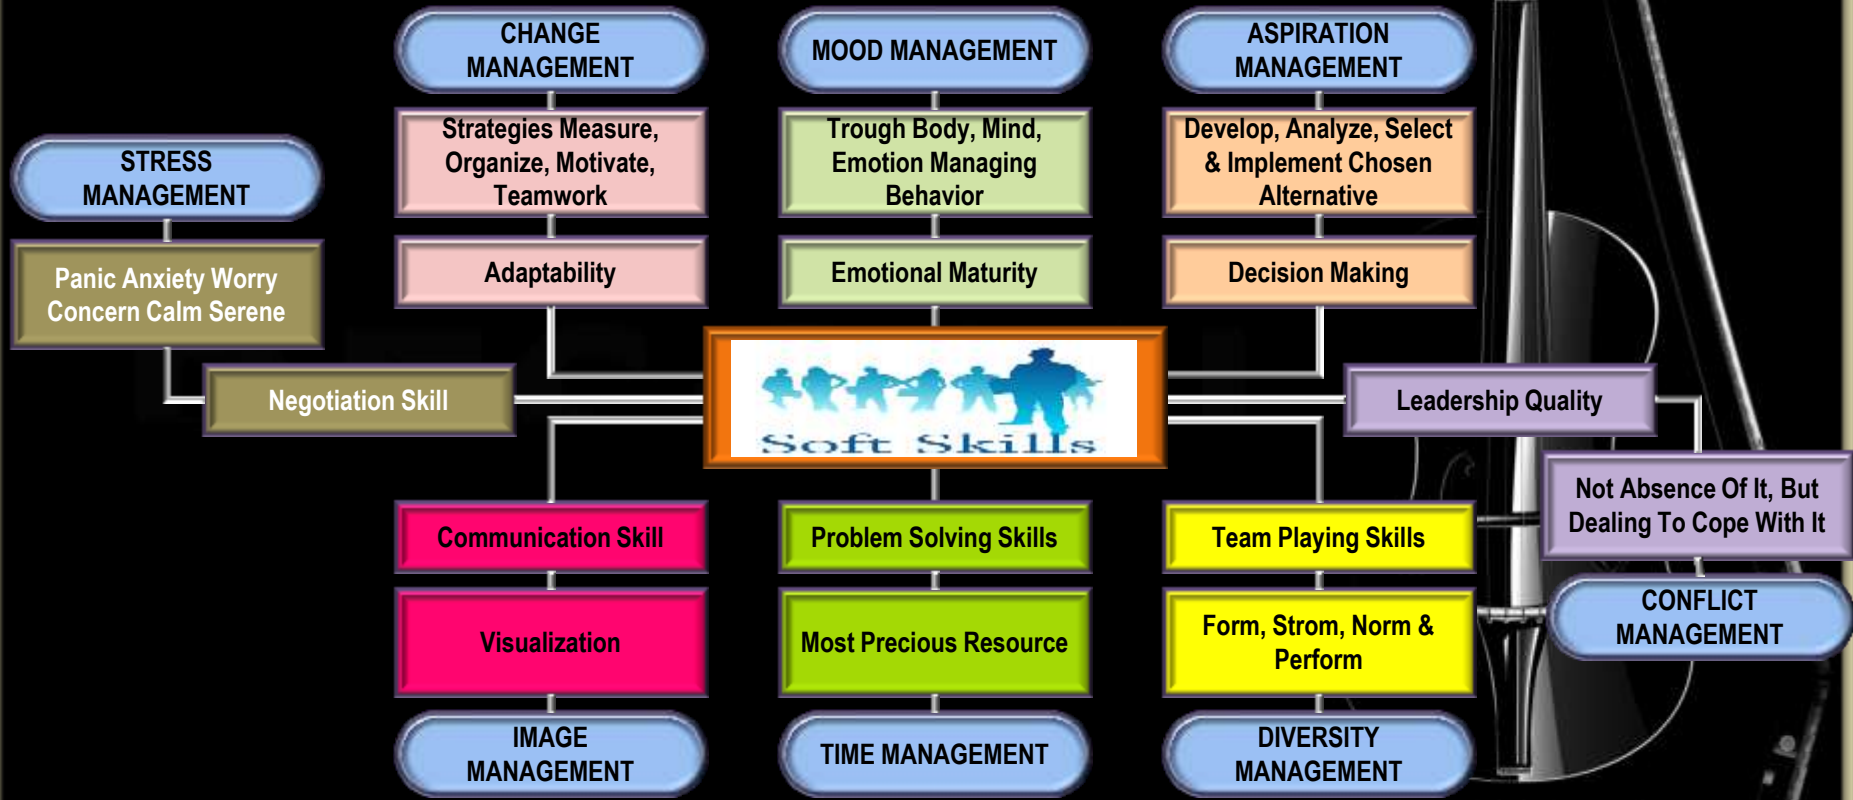 CHANGE
MANAGEMENT
MOOD MANAGEMENT
ASPIRATION
MANAGEMENT
Strategies Measure,
Organize, Motivate,
Teamwork
Trough Body, Mind,
Emotion Managing
Behavior
Develop, Analyze, Select
& Implement Chosen
Alternative
STRESS
MANAGEMENT
Panic Anxiety Worry
Concern Calm Serene
Adaptability
Emotional Maturity
Decision Making
Negotiation Skill
Soft Skills
Leadership Quality
Not Absence Of It, But
Dealing To Cope With It
CONFLICT
MANAGEMENT
Communication Skill
Problem Solving Skills
Team Playing Skills
Visualization
Most Precious Resource
Form, Strom, Norm &
Perform
IMAGE
MANAGEMENT
TIME MANAGEMENT
DIVERSITY
MANAGEMENT